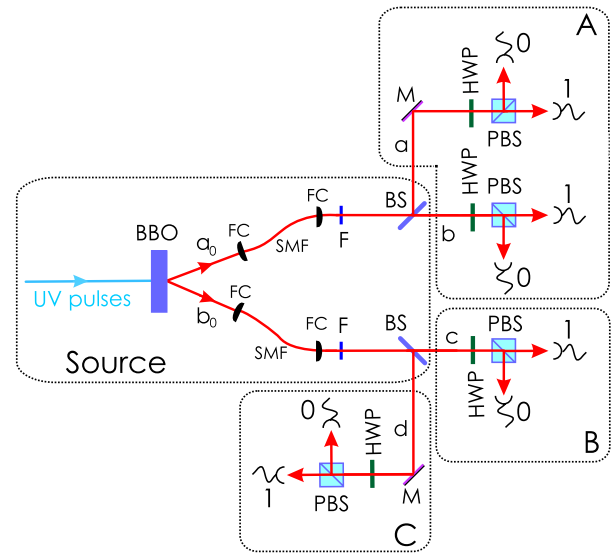 A
0
HWP
1
M
PBS
a
HWP
PBS
1
BS
b
0
FC
F
BBO
a0
FC
SMF
UV pulses
b0
FC
SMF
FC
F
BS
Source
c
PBS
1
HWP
0
B
0
HWP
d
1
PBS
M
C